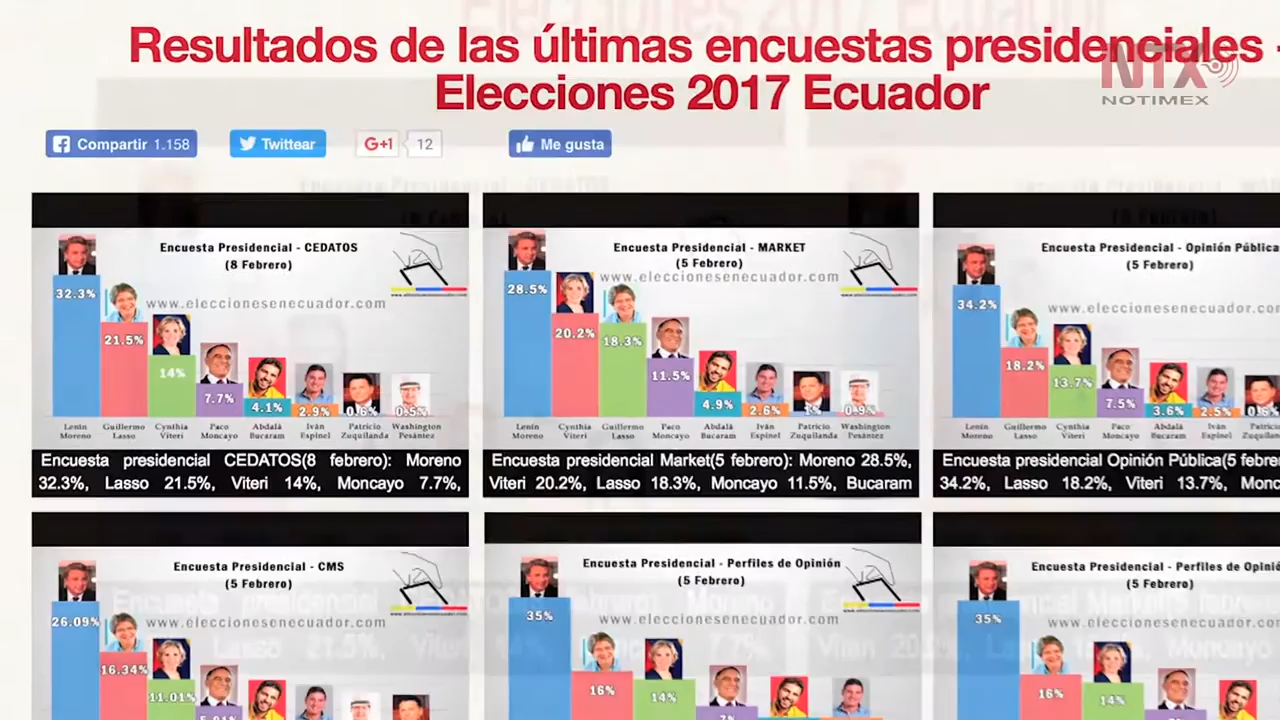 Resultados de las últimas encuestas presidenciales -
Elecciones 2017 Ecuador
NTX
NOTIMEX
Compartir 1.158
Twittear
G+1
12
Me gusta
Encuesta Presidencial - CEDATOS
(8 Febrero)
www.eleccionesenecuador.com
32.3%
21.5%
14%
7.7%
4.1%
2.9%
0.6%
0.5%
Lenín Moreno
Guillermo Lasso
Cynthia Viteri
Paco Moncayo
Abdalá Bucaram
Iván Espinel
Patricio Zuquilanda
Washington Pesántez
Encuesta presidencial CEDATOS(8 febrero): Moreno
32.3%, Lasso 21.5%, Viteri 14%, Moncayo 7.7%,
Encuesta Presidencial - MARKET
(5 Febrero)
www.eleccionesenecuador.com
28.5%
20.2%
18.3%
11.5%
4.9%
2.6%
1%
0.9%
Lenín Moreno
Cynthia Viteri
Guillermo Lasso
Paco Moncayo
Abdalá Bucaram
Iván Espinel
Patricio Zuquilanda
Washington Pesántez
Encuesta presidencial Market(5 febrero): Moreno 28.5%,
Viteri 20.2%, Lasso 18.3%, Moncayo 11.5%, Bucaram
Encuesta Presidencial - Opinión Pública
(5 Febrero)
www.eleccionesenecuador.co
34.2%
18.2%
13.7%
7.5%
3.6%
2.5%
Lenín Moreno
Guillermo Lasso
Cynthia Viteri
Paco Moncayo
Abdalá Bucaram
Iván Espinel
Encuesta presidencial Opinión Pública(5 febre
34.2%, Lasso 18.2%, Viteri 13.7%, Monc
Encuesta Presidencial - CMS
(5 Febrero)
www.eleccionesenecuador.com
26.09%
16.34%
11.01%
Encuesta Presidencial - Perfiles de Opinión
(5 Febrero)
www.eleccionesenecuador.com
35%
16%
14%
7%
Encuesta Presidencial - Perfiles de Opinió
(5 Febrero)
www.eleccionesenecuador.co
35%
16%
14%